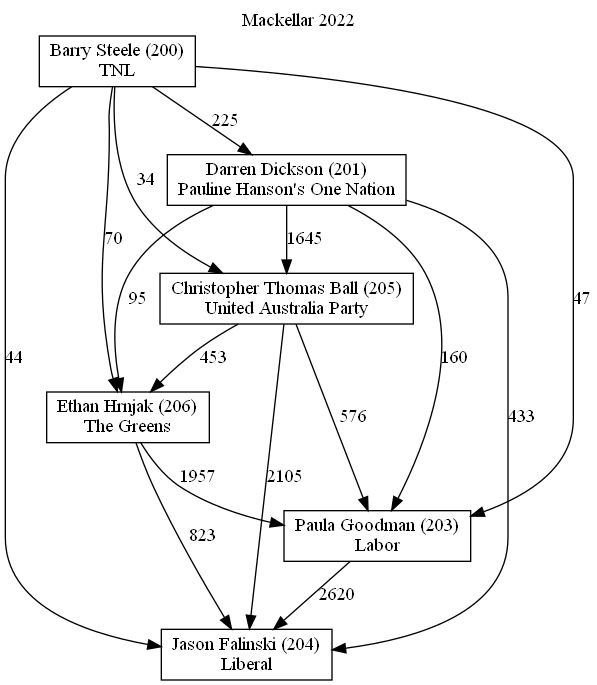 Mackellar 2022
Barry Steele (200)
TNL
225
Darren Dickson (201)
Pauline Hanson's One Nation
34
70
95
1645
Christopher Thomas Ball (205)
United Australia Party
47
44
453
160
Ethan Hrnjak (206)
The Greens
576
433
1957
2105
Paula Goodman (203)
Labor
823
2620
Jason Falinski (204)
Liberal